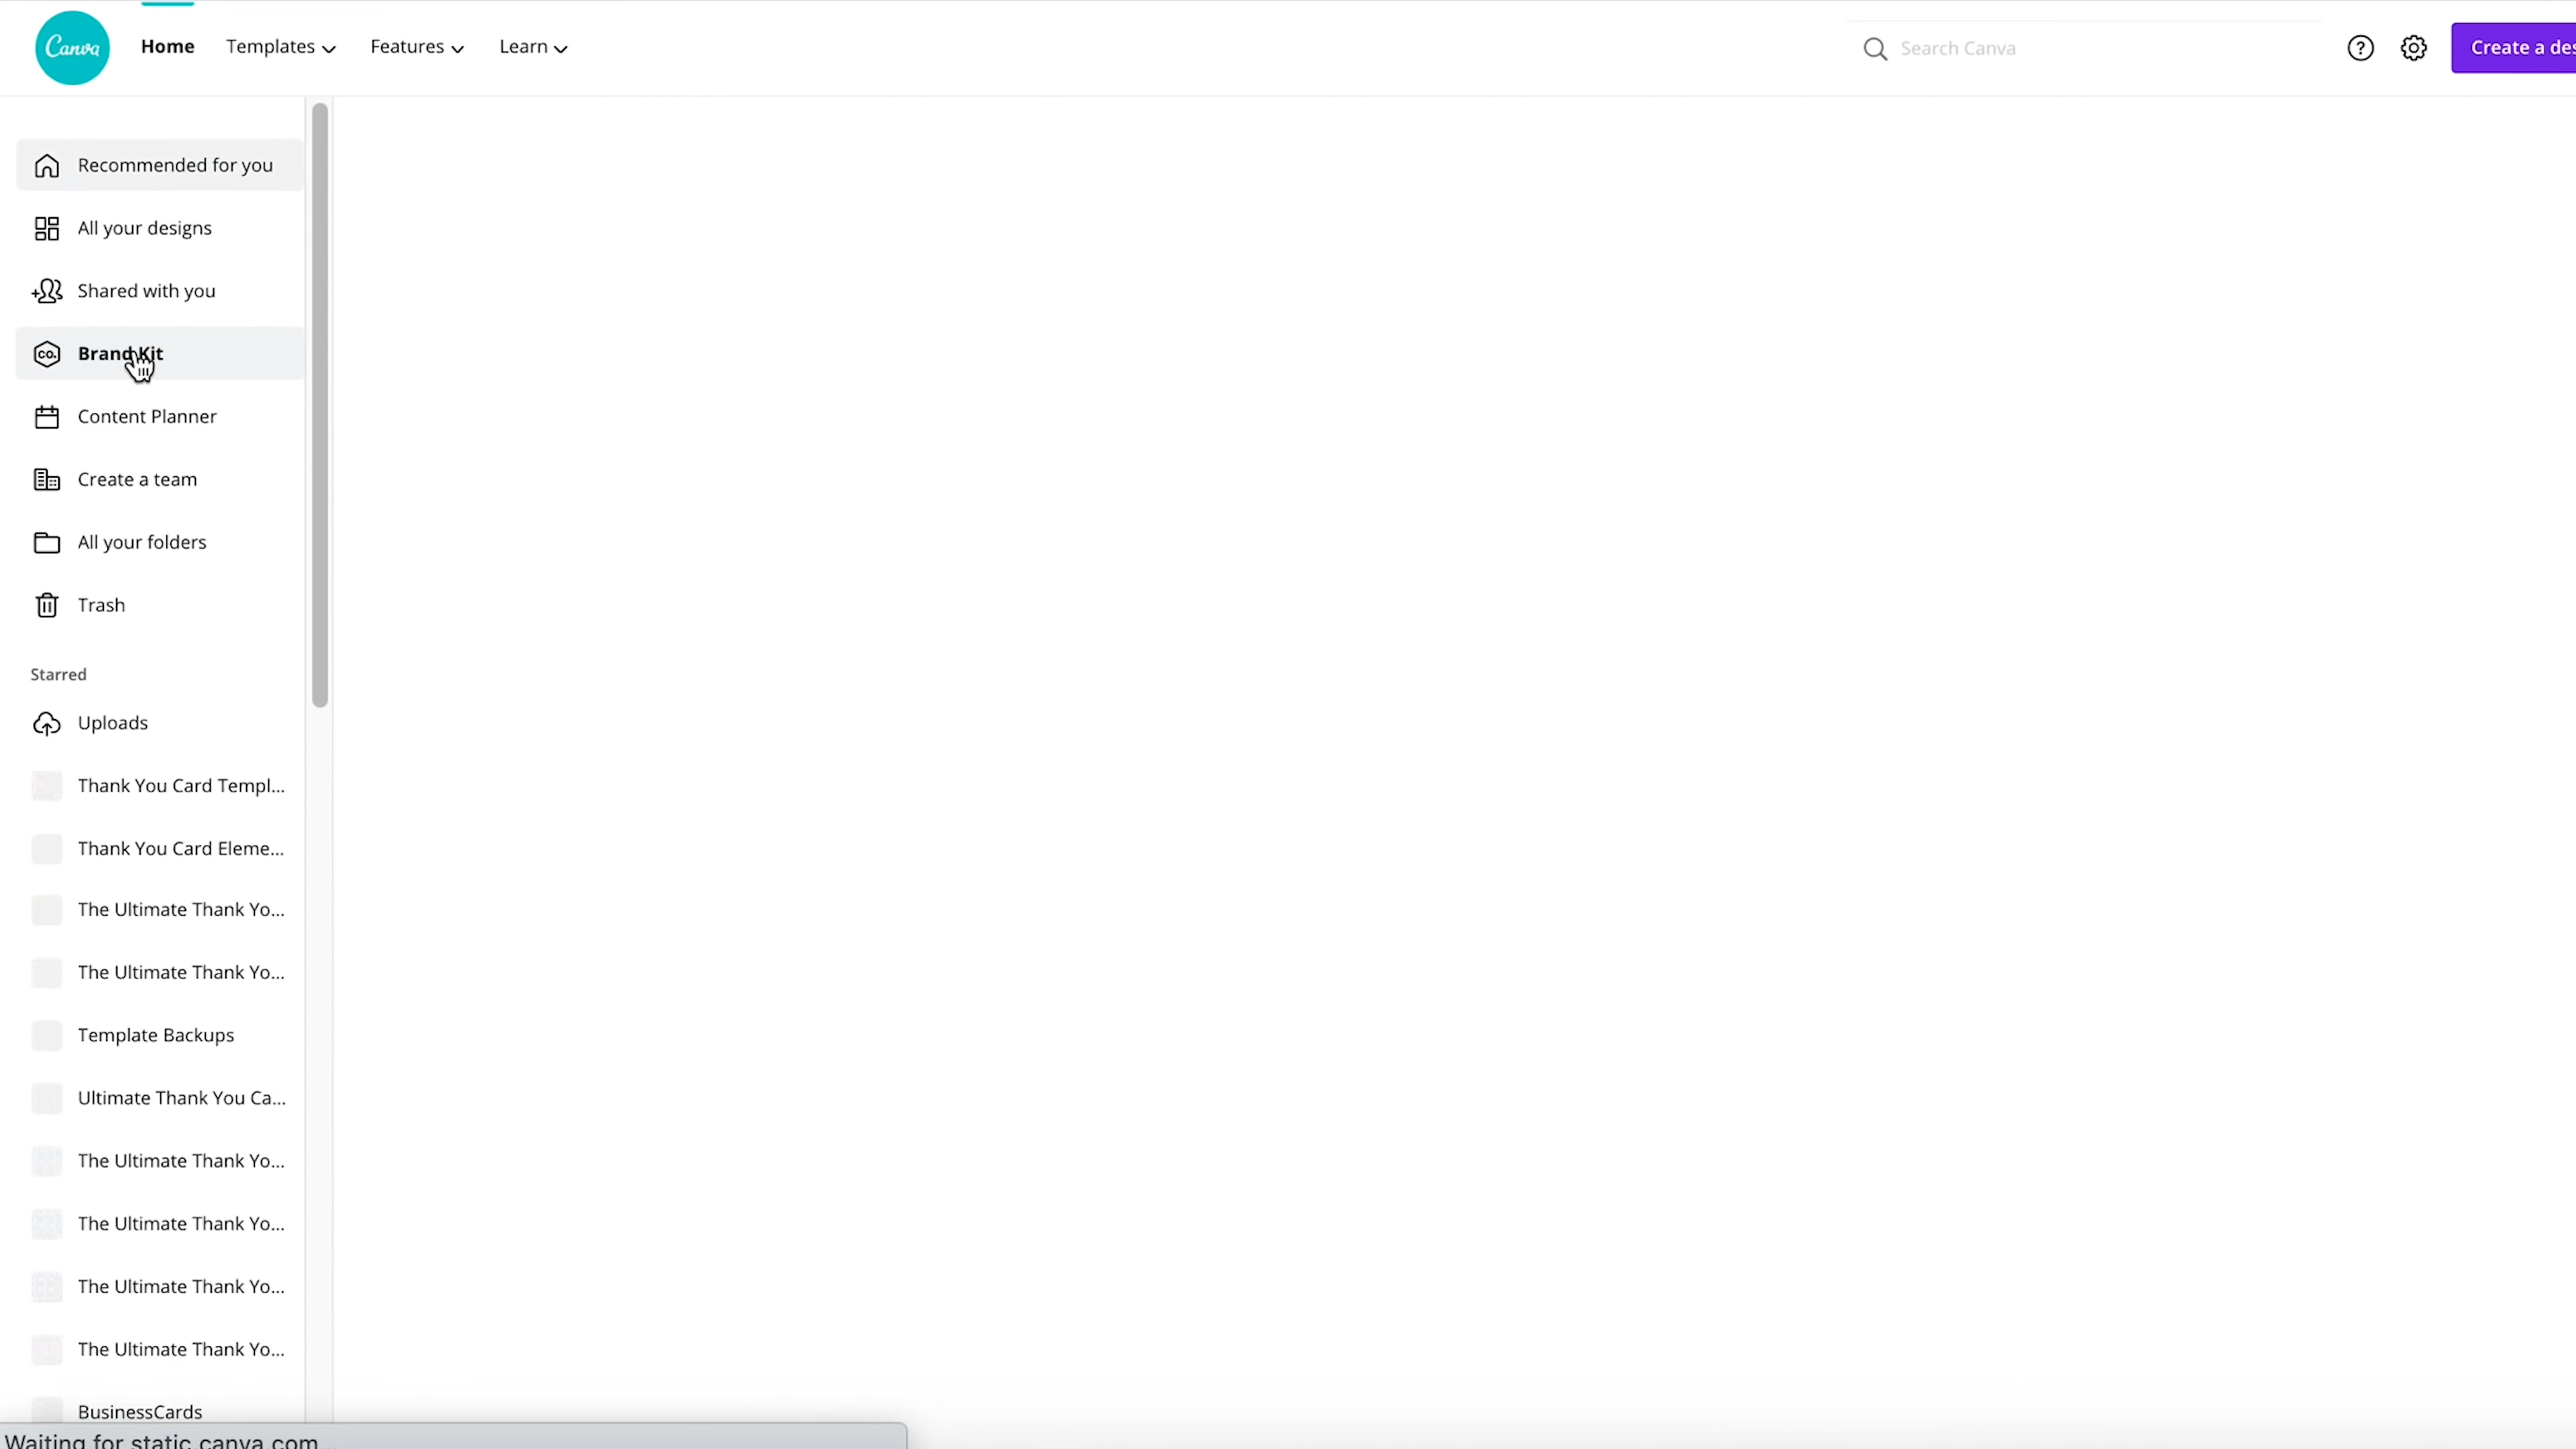 Canva
Home
Templates
Features
Learn
Search Canva
Create a des
Recommended for you
All your designs
Shared with you
CO.
Brand Kit
Content Planner
Create a team
All your folders
Trash
Starred
Uploads
Thank You Card Templ...
Thank You Card Eleme...
The Ultimate Thank Yo...
The Ultimate Thank Yo...
Template Backups
Ultimate Thank You Ca...
The Ultimate Thank Yo...
The Ultimate Thank Yo...
The Ultimate Thank Yo...
The Ultimate Thank Yo...
BusinessCards
Waiting for static.canva.com...